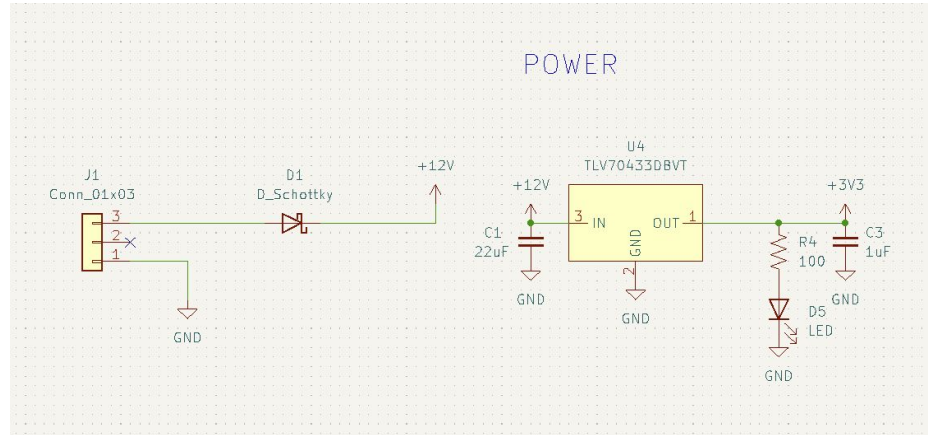 POWER
J1
Conn_01x03
3
2
1
GND
D1
D_Schottky
+12V
+12V
C1
22uF
GND
U4
TLV70433DBVT
3 IN
OUT 1
GND
2
GND
+3V3
R4
100
C3
1uF
GND
D5
LED
GND